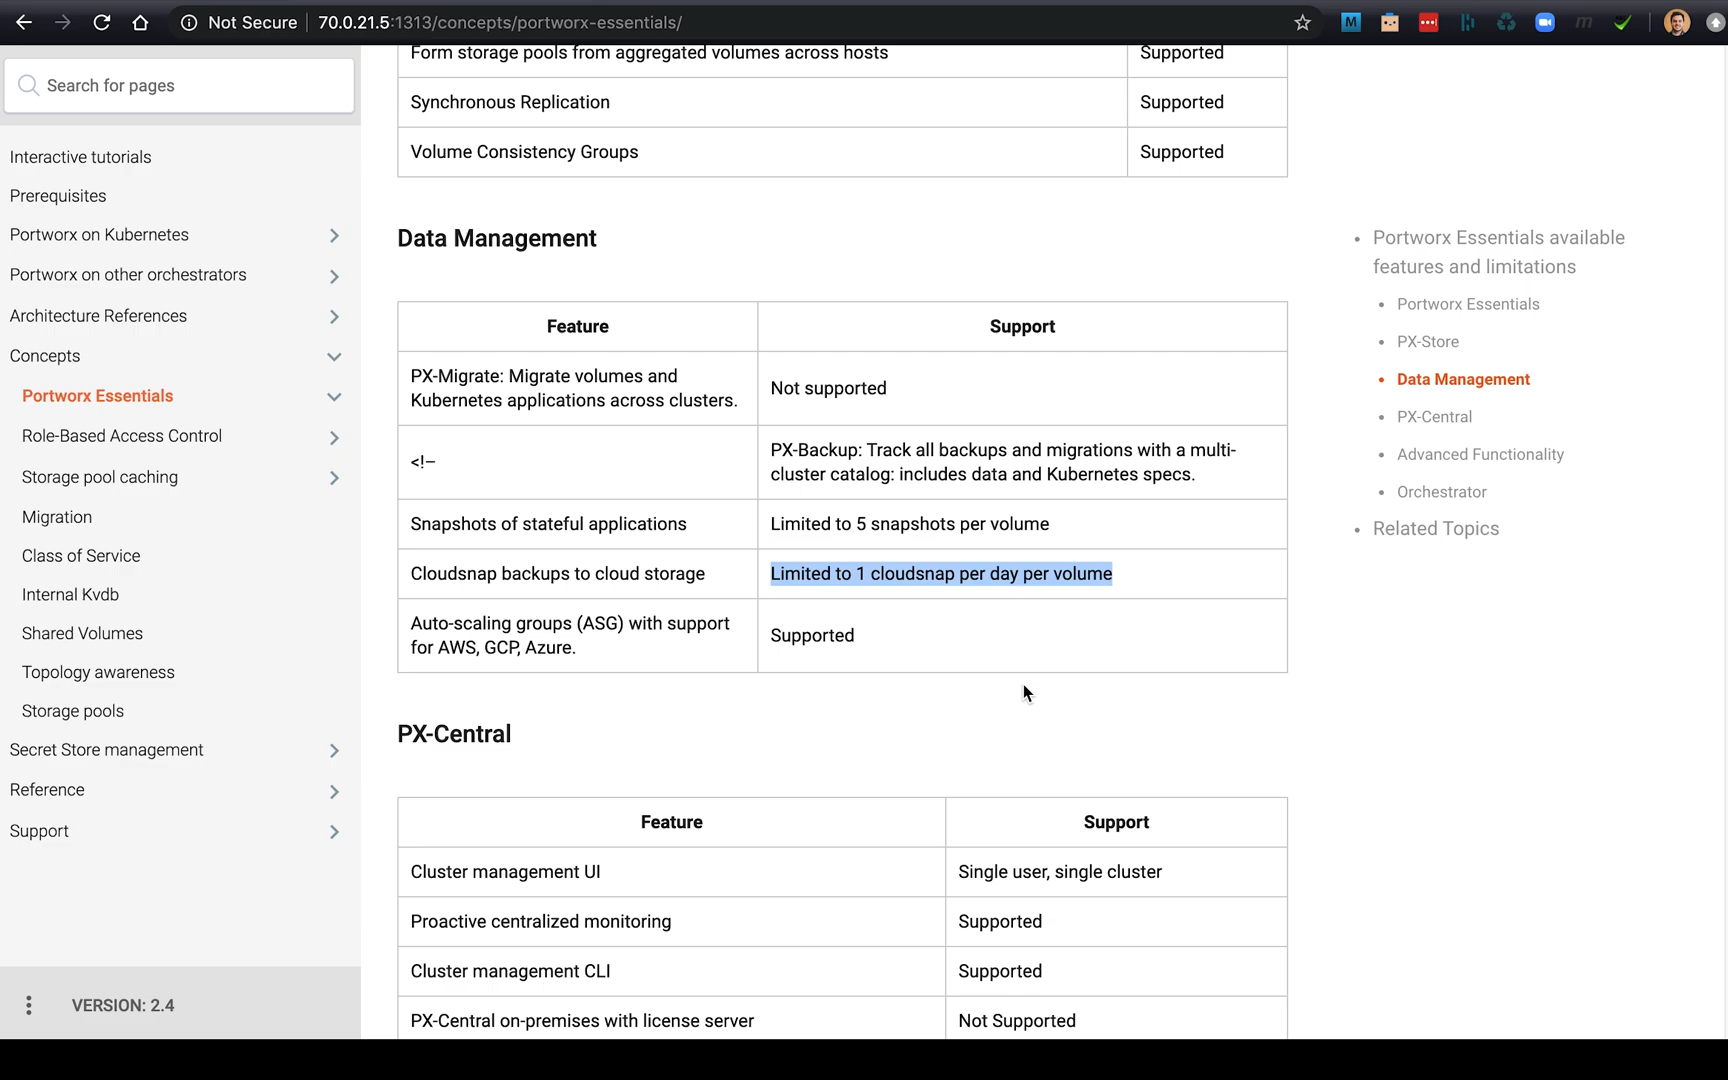 Not Secure
70.0.21.5:1313/concepts/portworx-essentials/
M
m
Search for pages
Interactive tutorials
Prerequisites
Portworx on Kubernetes
Portworx on other orchestrators
Architecture References
Concepts
Portworx Essentials
Role-Based Access Control
Storage pool caching
Migration
Class of Service
Internal Kvdb
Shared Volumes
Topology awareness
Storage pools
Secret Store management
Reference
Support
VERSION: 2.4
Form storage pools from aggregated volumes across hosts
Supported
Synchronous Replication
Supported
Volume Consistency Groups
Supported
Data Management
Feature
Support
PX-Migrate: Migrate volumes and
Kubernetes applications across clusters.
Not supported
<!–
PX-Backup: Track all backups and migrations with a multi-
cluster catalog: includes data and Kubernetes specs.
Snapshots of stateful applications
Limited to 5 snapshots per volume
Cloudsnap backups to cloud storage
Limited to 1 cloudsnap per day per volume
Auto-scaling groups (ASG) with support
for AWS, GCP, Azure.
Supported
PX-Central
Feature
Support
Cluster management UI
Single user, single cluster
Proactive centralized monitoring
Supported
Cluster management CLI
Supported
PX-Central on-premises with license server
Not Supported
Portworx Essentials available
features and limitations
Portworx Essentials
PX-Store
Data Management
PX-Central
Advanced Functionality
Orchestrator
Related Topics